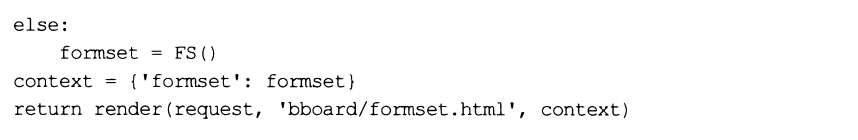 else:
    formset = FS()
context = {'formset': formset}
return render(request, 'bboard/formset.html', context)